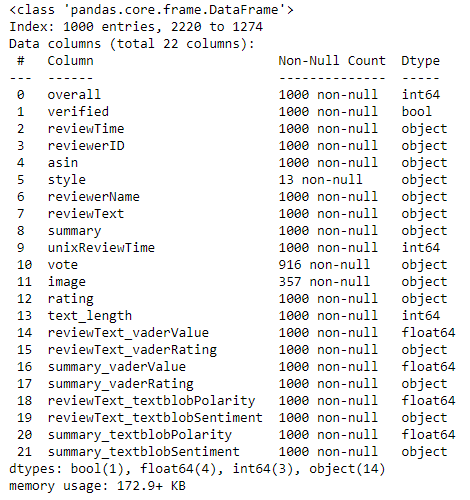 <class 'pandas.core.frame.DataFrame'>
Index: 1000 entries, 2220 to 1274
Data columns (total 22 columns):
 #   Column                        Non-Null Count  Dtype
---  ------                        --------------  -----
 0   overall                       1000 non-null   int64
 1   verified                      1000 non-null   bool
 2   reviewTime                    1000 non-null   object
 3   reviewerID                    1000 non-null   object
 4   asin                          1000 non-null   object
 5   style                         13 non-null     object
 6   reviewerName                  1000 non-null   object
 7   reviewText                    1000 non-null   object
 8   summary                       1000 non-null   object
 9   unixReviewTime                1000 non-null   int64
 10  vote                          916 non-null    object
 11  image                         357 non-null    object
 12  rating                        1000 non-null   object
 13  text_length                   1000 non-null   int64
 14  reviewText_vaderValue         1000 non-null   float64
 15  reviewText_vaderRating        1000 non-null   object
 16  summary_vaderValue            1000 non-null   float64
 17  summary_vaderRating           1000 non-null   object
 18  reviewText_textblobPolarity   1000 non-null   float64
 19  reviewText_textblobSentiment  1000 non-null   object
 20  summary_textblobPolarity      1000 non-null   float64
 21  summary_textblobSentiment     1000 non-null   object
dtypes: bool(1), float64(4), int64(3), object(14)
memory usage: 172.9+ KB